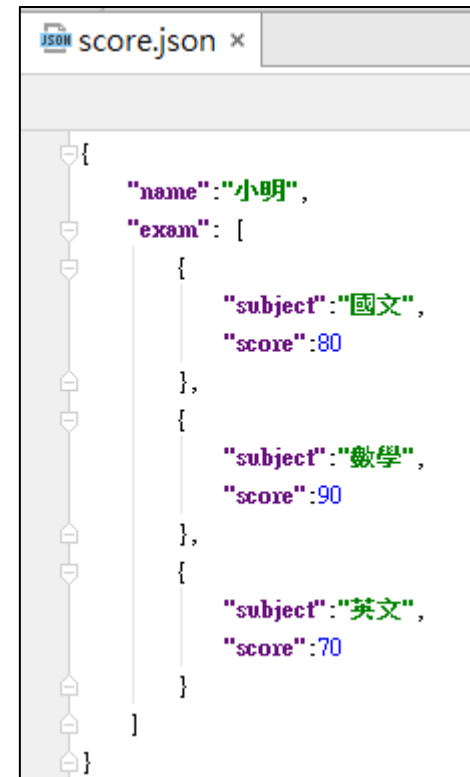 JSON score.json ×
{
"name":"小明",
"exam": [
{
"subject":"國文",
"score":80
},
{
"subject":"數學",
"score":90
},
{
"subject":"英文",
"score":70
}
]
}